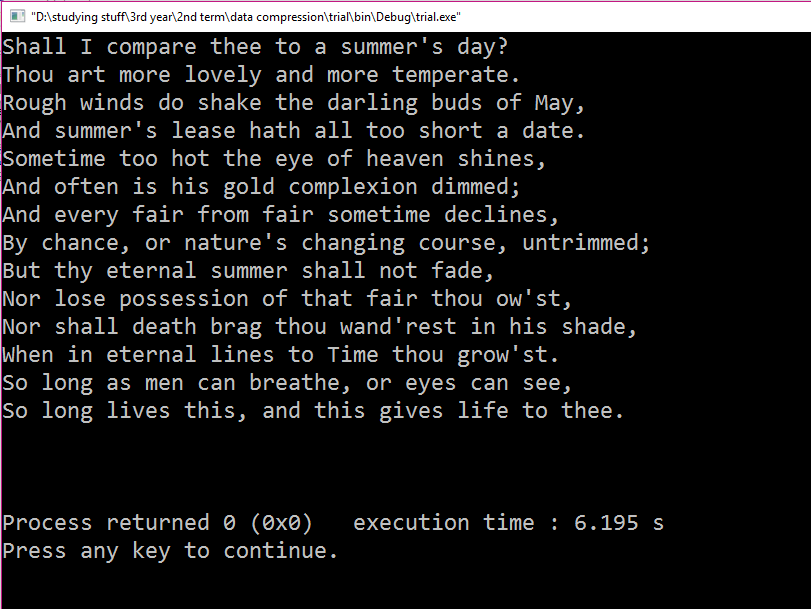 "D:\studying stuff\3rd year\2nd term\data compression\trial\bin\Debug\trial.exe"
Shall I compare thee to a summer's day?
Thou art more lovely and more temperate.
Rough winds do shake the darling buds of May,
And summer's lease hath all too short a date.
Sometime too hot the eye of heaven shines,
And often is his gold complexion dimmed;
And every fair from fair sometime declines,
By chance, or nature's changing course, untrimmed;
But thy eternal summer shall not fade,
Nor lose possession of that fair thou ow'st,
Nor shall death brag thou wand'rest in his shade,
When in eternal lines to Time thou grow'st.
So long as men can breathe, or eyes can see,
So long lives this, and this gives life to thee.
Process returned 0 (0x0)   execution time : 6.195 s
Press any key to continue.